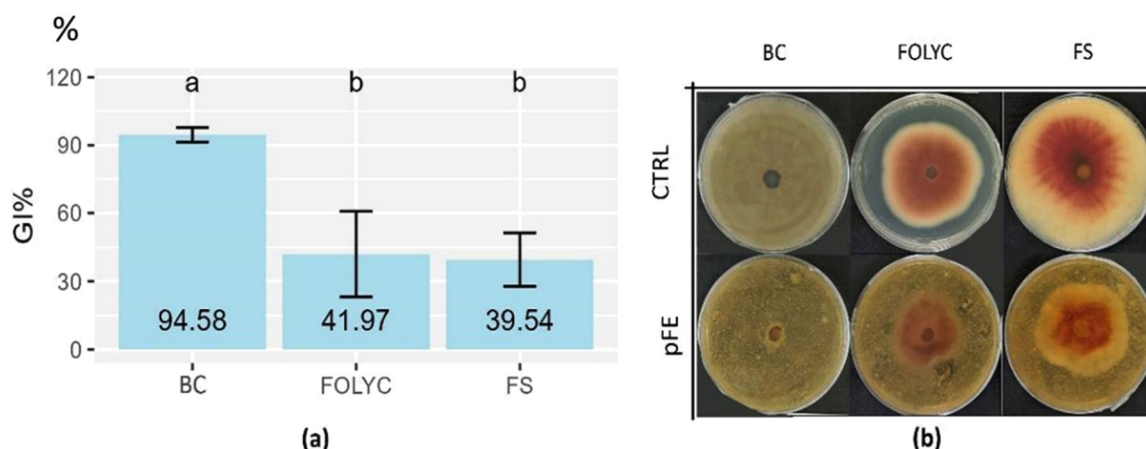 %
120
90
60
30
0
GI%
a b b
94.58 41.97 39.54
BC FOLYC FS
(a)
BC FOLYC FS
CTRL
pFE
(b)